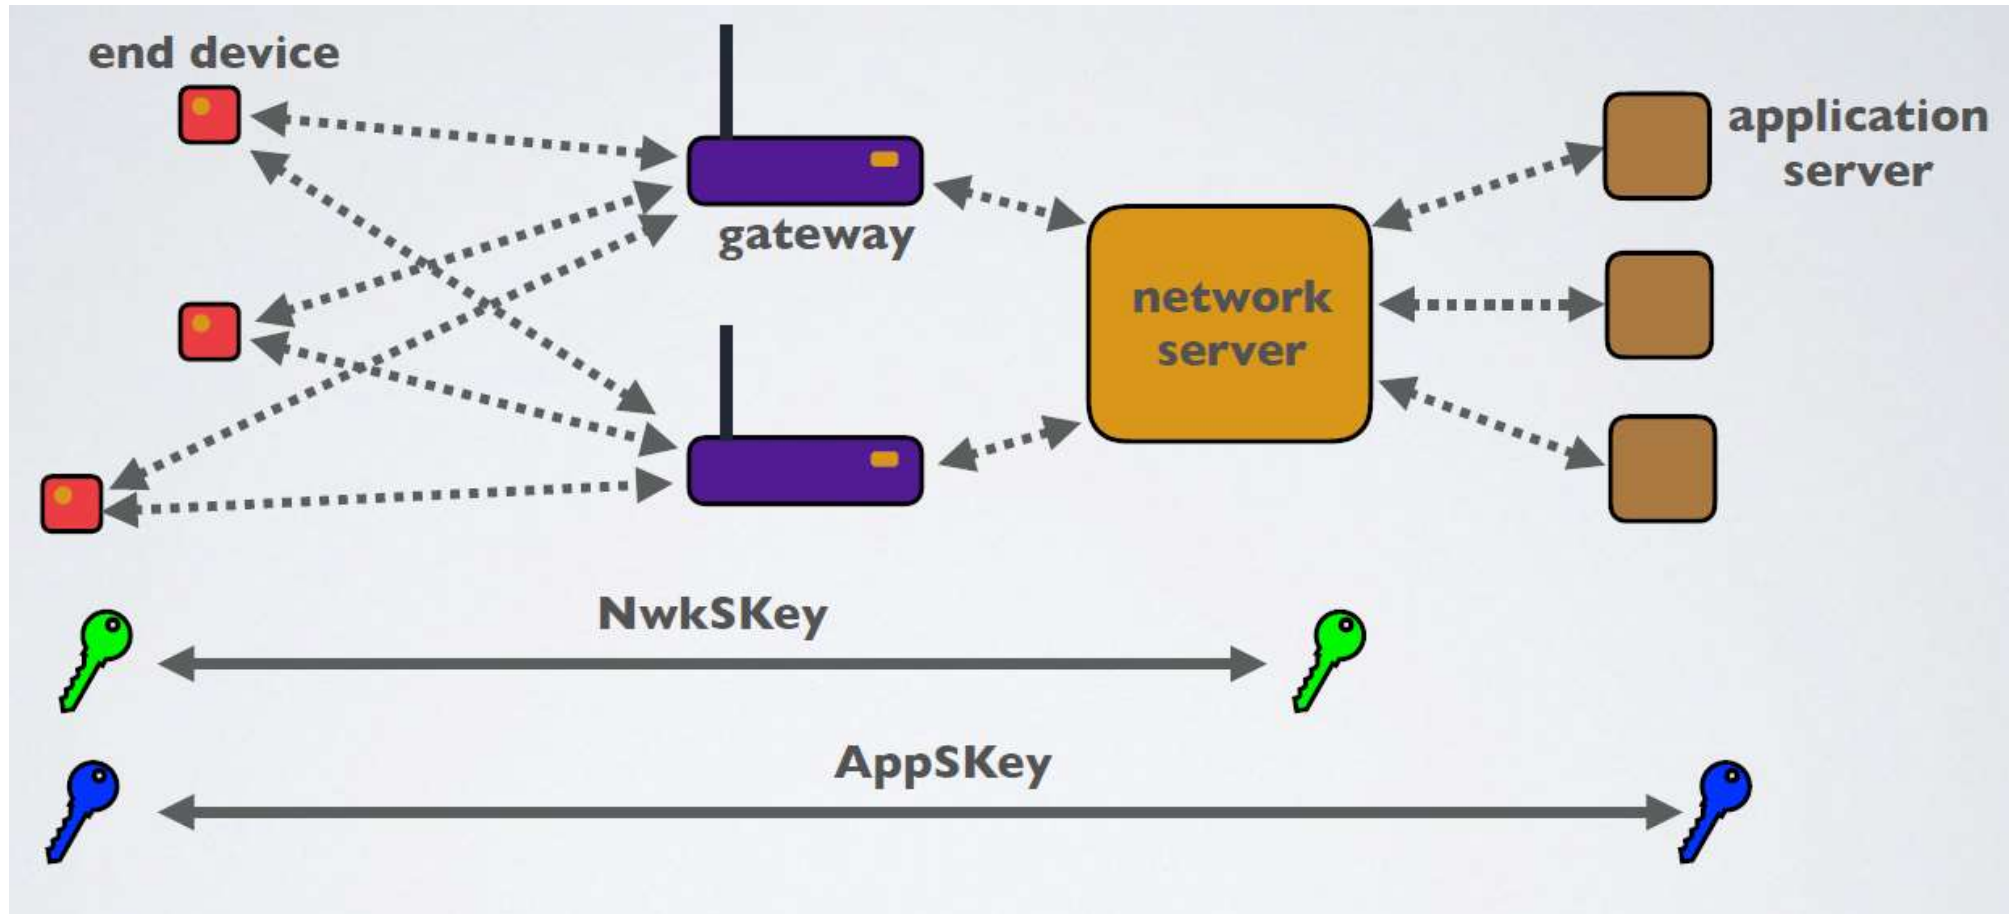 end device
gateway
network
server
application
server
NwkSKey
AppSKey